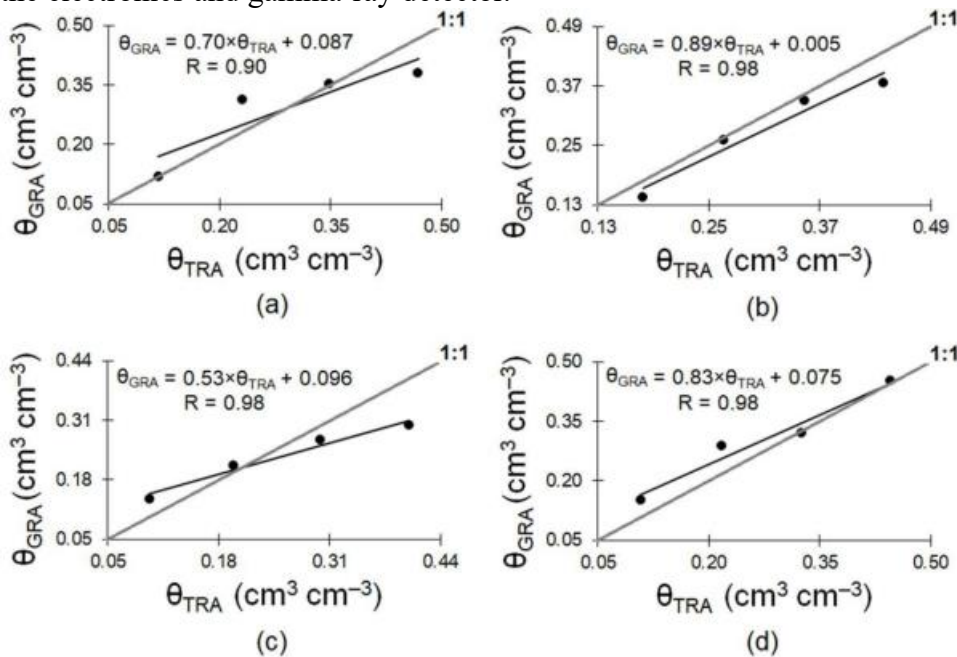 the electronics and gamma-ray detector.
0.50 1:1
θGRA = 0.70×θTRA + 0.087
R = 0.90
0.35
0.20
0.05
θGRA (cm³ cm⁻³)
0.05 0.20 0.35 0.50
θTRA (cm³ cm⁻³)
(a)
0.49 1:1
θGRA = 0.89×θTRA + 0.005
R = 0.98
0.37
0.25
0.13
θGRA (cm³ cm⁻³)
0.13 0.25 0.37 0.49
θTRA (cm³ cm⁻³)
(b)
0.44 1:1
θGRA = 0.53×θTRA + 0.096
R = 0.98
0.31
0.18
0.05
θGRA (cm³ cm⁻³)
0.05 0.18 0.31 0.44
θTRA (cm³ cm⁻³)
(c)
0.50 1:1
θGRA = 0.83×θTRA + 0.075
R = 0.98
0.35
0.20
0.05
θGRA (cm³ cm⁻³)
0.05 0.20 0.35 0.50
θTRA (cm³ cm⁻³)
(d)